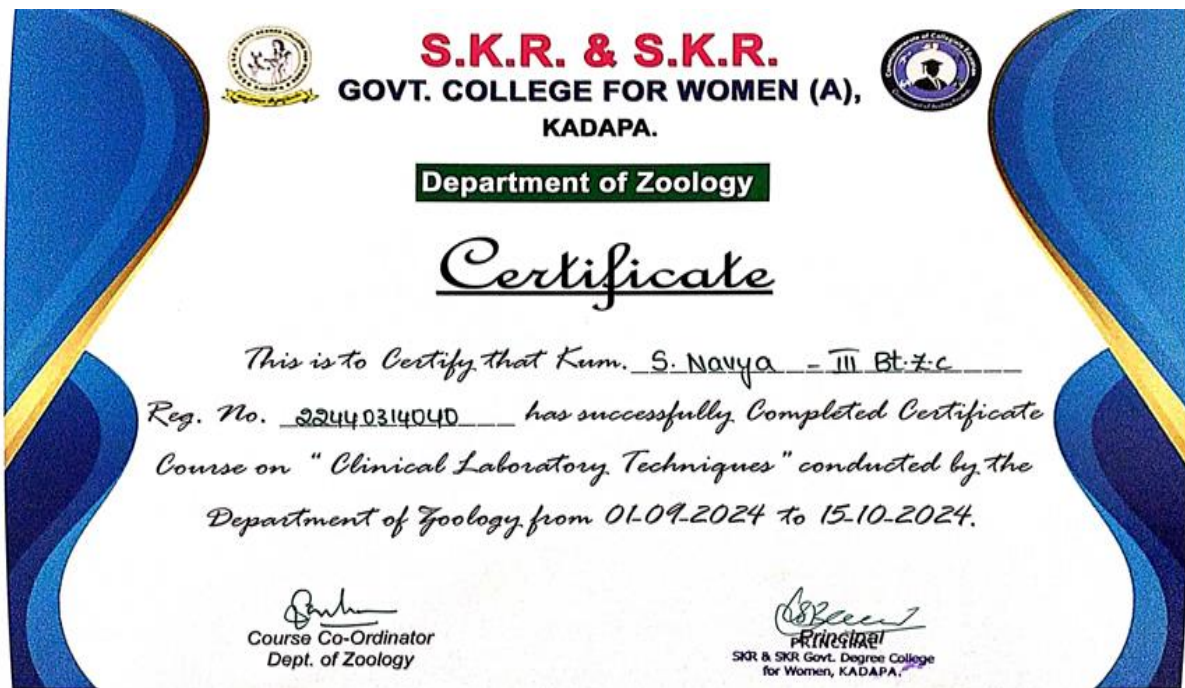 S.K.R. & S.K.R.
GOVT. COLLEGE FOR WOMEN (A),
KADAPA.
Department of Zoology
Certificate
This is to Certify that Kum. S. Navya - III Bt.z.c
Reg. No. 22440314040 has successfully Completed Certificate
Course on " Clinical Laboratory Techniques " conducted by the
Department of Zoology from 01-09-2024 to 15-10-2024.
Course Co-Ordinator
Dept. of Zoology
Principal
PRINCIPAL
SKR & SKR Govt. Degree College
for Women, KADAPA.